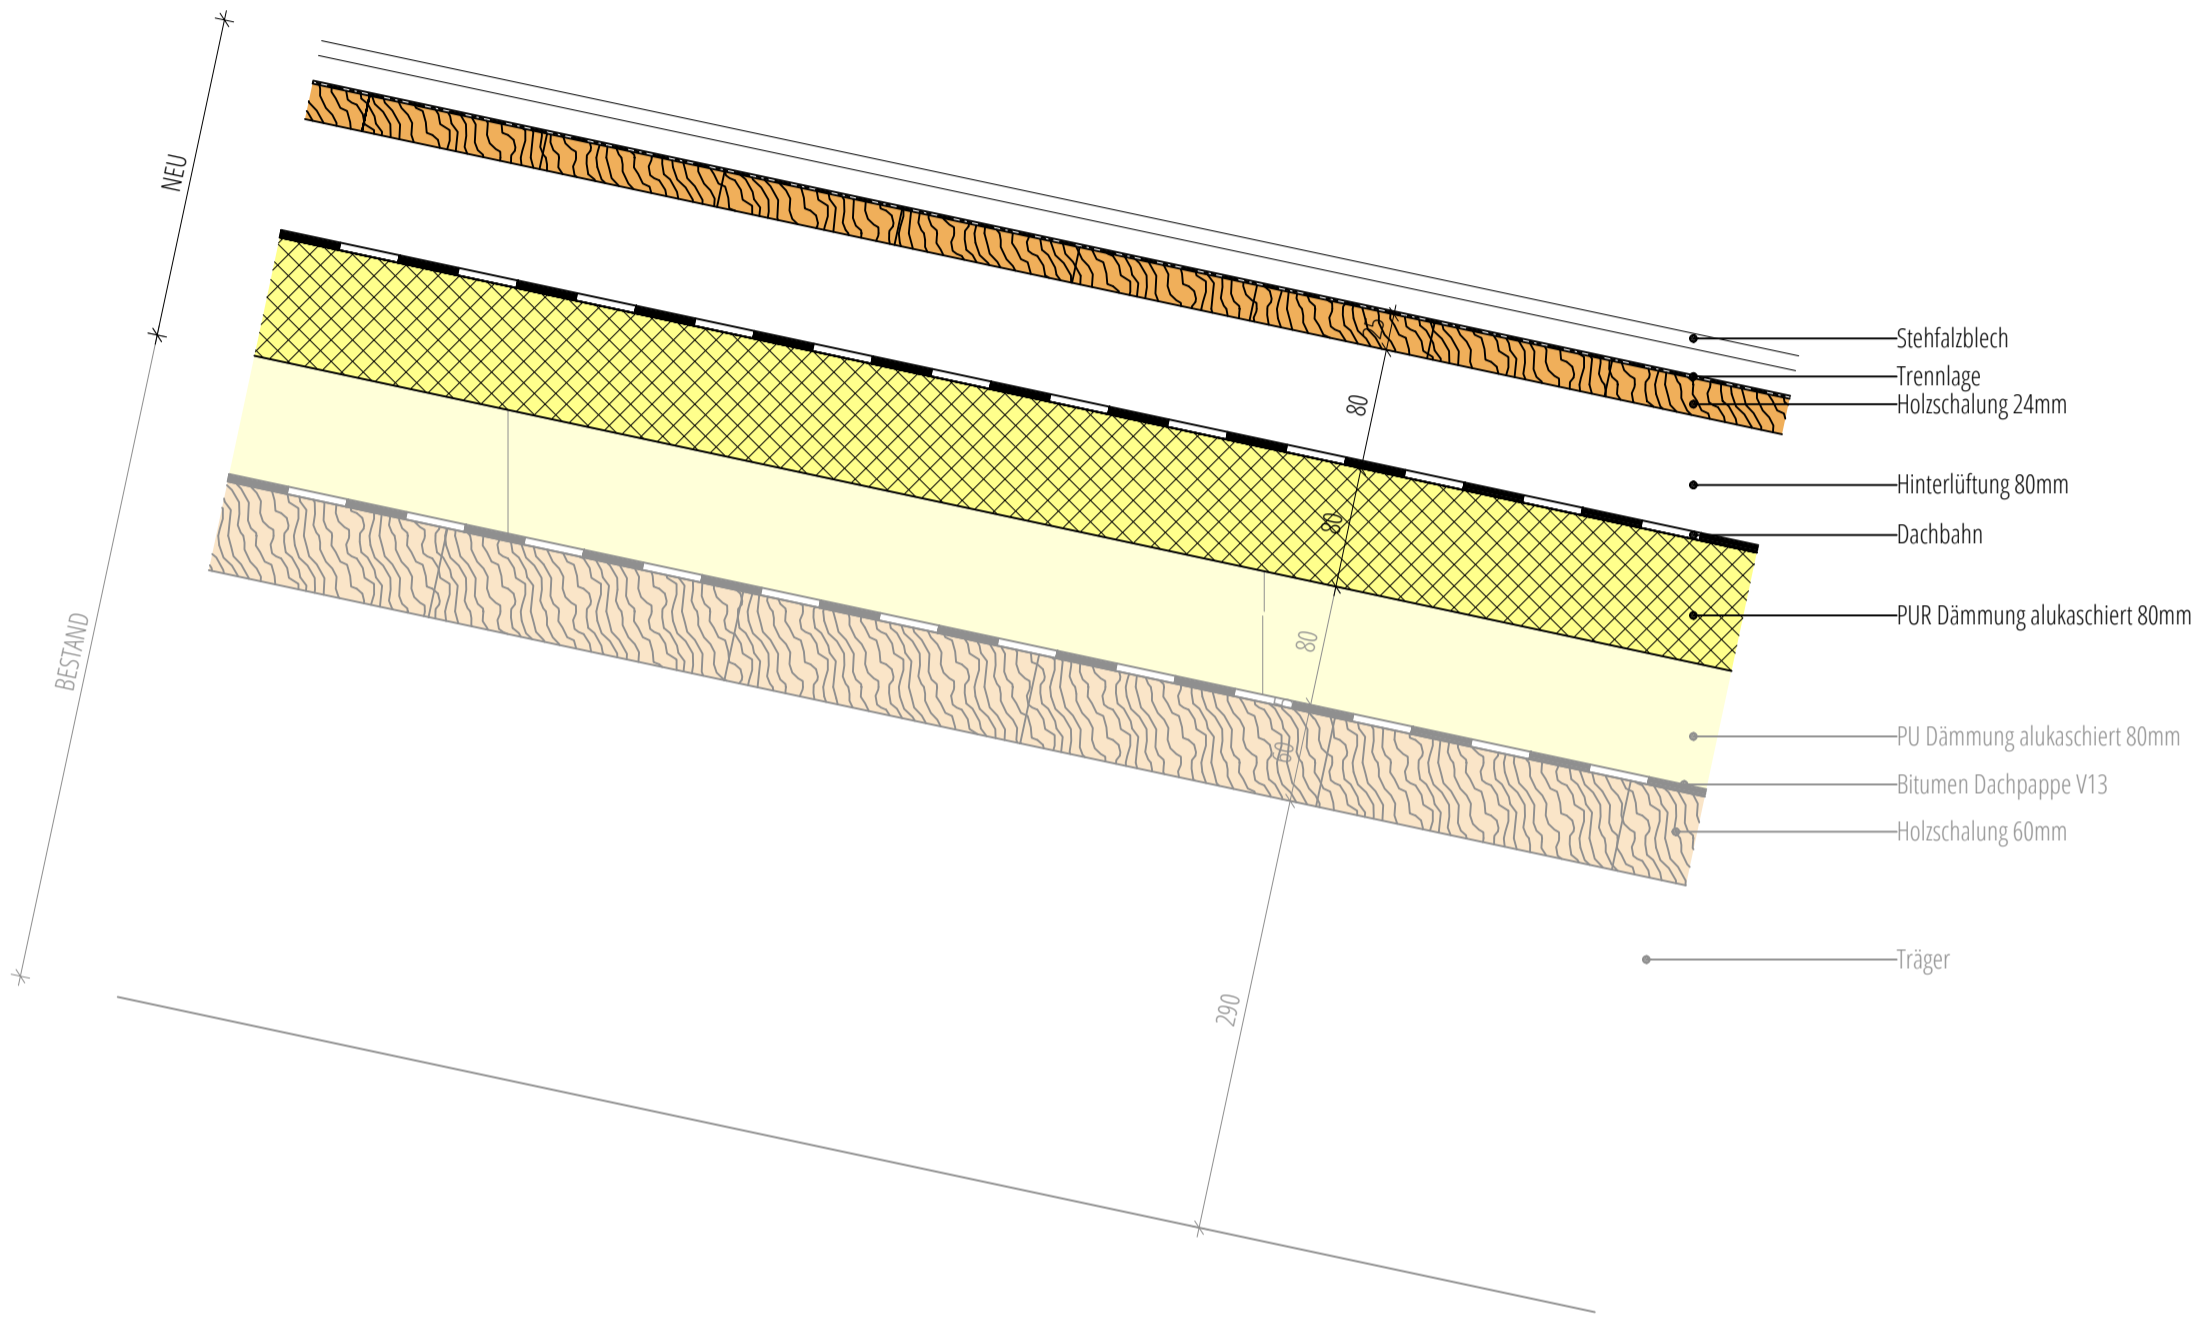 NEU
BESTAND
Stehfalzblech
Trennlage
Holzschalung 24mm
Hinterlüftung 80mm
Dachbahn
PUR Dämmung alukaschiert 80mm
PU Dämmung alukaschiert 80mm
Bitumen Dachpappe V13
Holzschalung 60mm
Träger
80
80
80
60
290